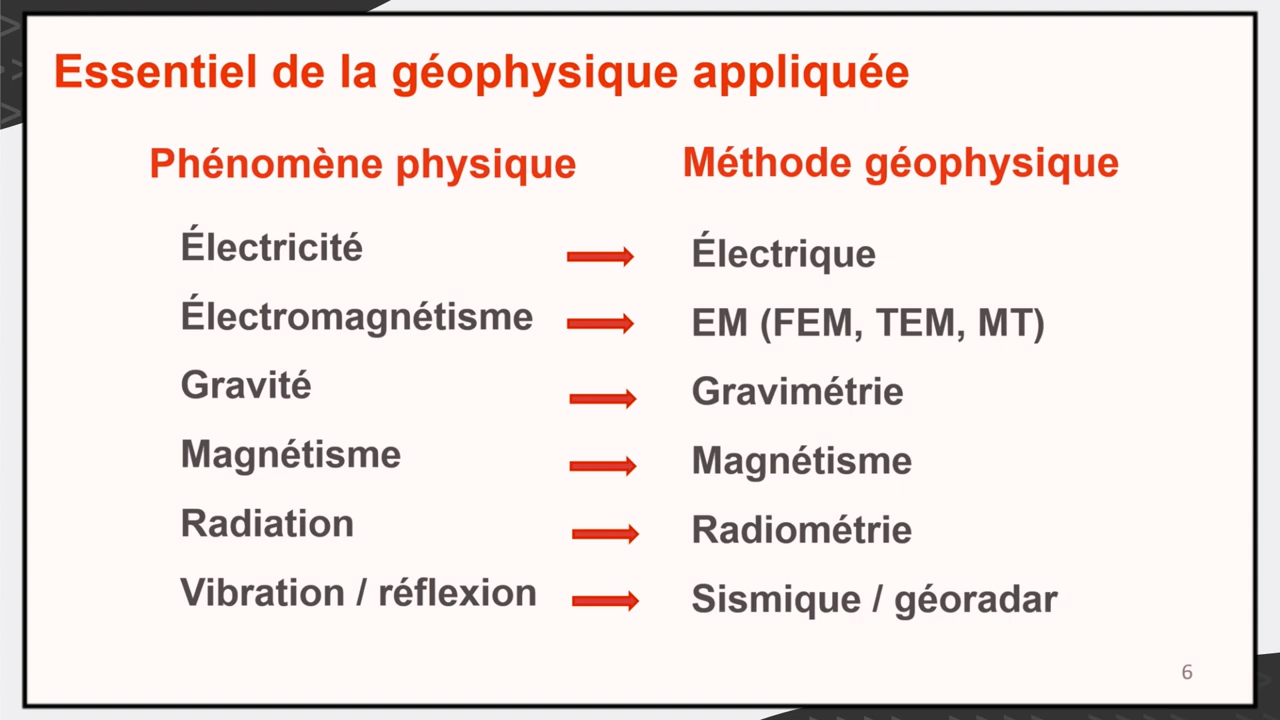 Essentiel de la géophysique appliquée
Phénomène physique Méthode géophysique
Électricité Électrique
Électromagnétisme EM (FEM, TEM, MT)
Gravité Gravimétrie
Magnétisme Magnétisme
Radiation Radiométrie
Vibration / réflexion Sismique / géoradar
6